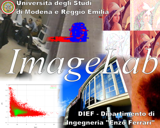 Università degli Studi
di Modena e Reggio Emilia
ImageLab
DIEF - Dipartimento di
Ingegneria "Enzo Ferrari"